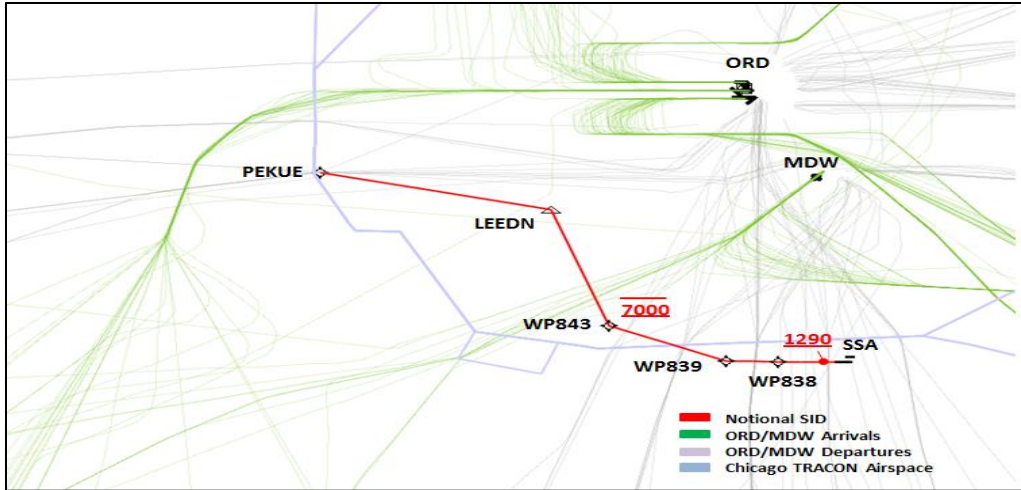 ORD
MDW
PEKUE
LEEDN
7000
WP843
1290
SSA
WP839
WP838
Notional SID
ORD/MDW Arrivals
ORD/MDW Departures
Chicago TRACON Airspace